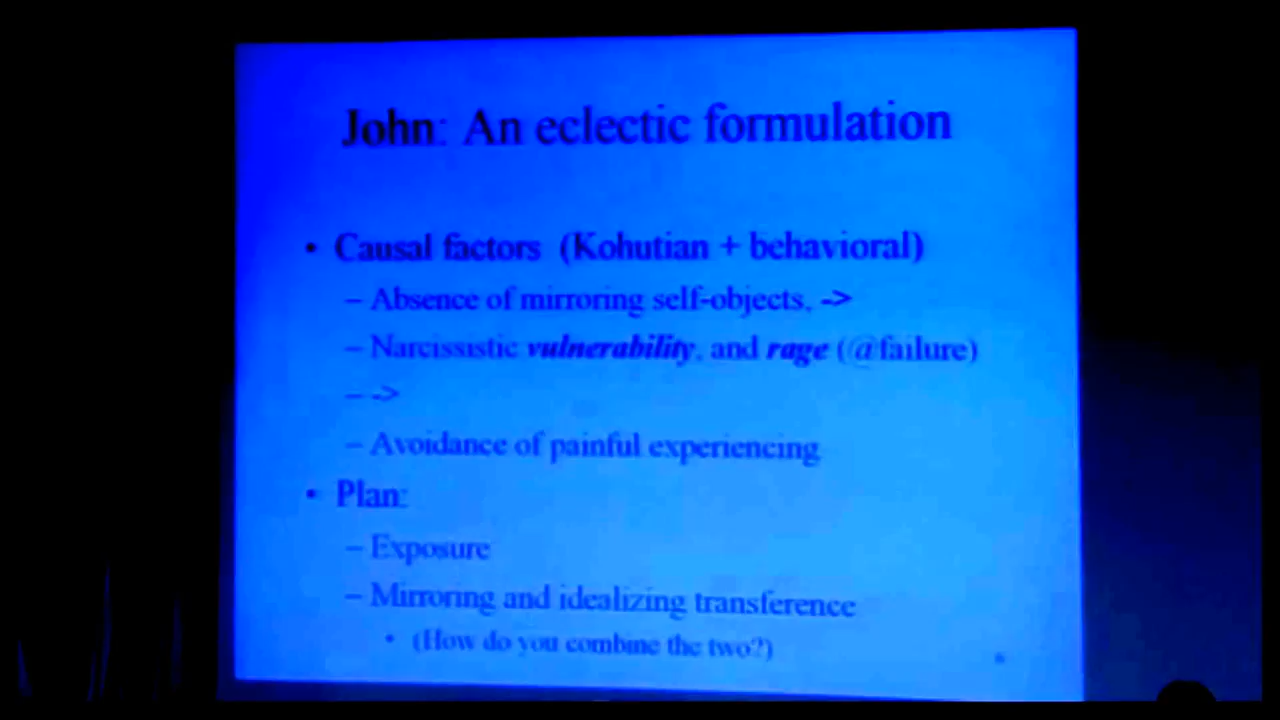 John: An eclectic formulation
• Causal factors (Kohutian + behavioral)
– Absence of mirroring self-objects, ->
– Narcissistic vulnerability, and rage (@failure)
– ->
– Avoidance of painful experiencing
• Plan:
– Exposure
– Mirroring and idealizing transference
• (How do you combine the two?)